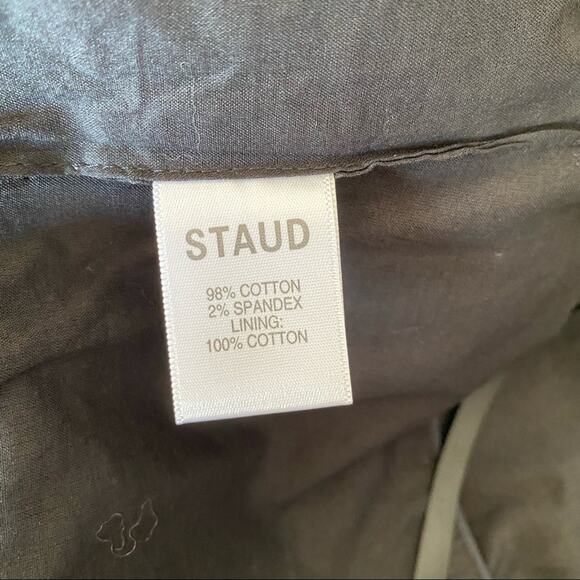 STAUD
98% COTTON
2% SPANDEX
LINING:
100% COTTON